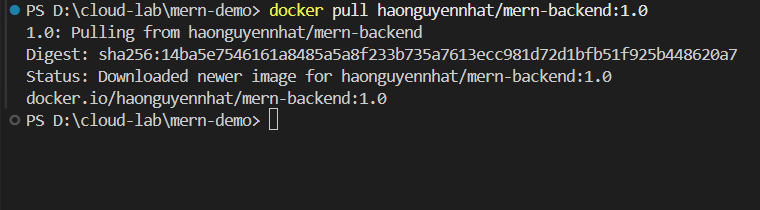 PS D:\cloud-lab\mern-demo> docker pull haonguyennhat/mern-backend:1.0
1.0: Pulling from haonguyennhat/mern-backend
Digest: sha256:14ba5e7546161a8485a5a8f233b735a7613ecc981d72d1bfb51f925b448620a7
Status: Downloaded newer image for haonguyennhat/mern-backend:1.0
docker.io/haonguyennhat/mern-backend:1.0
PS D:\cloud-lab\mern-demo>